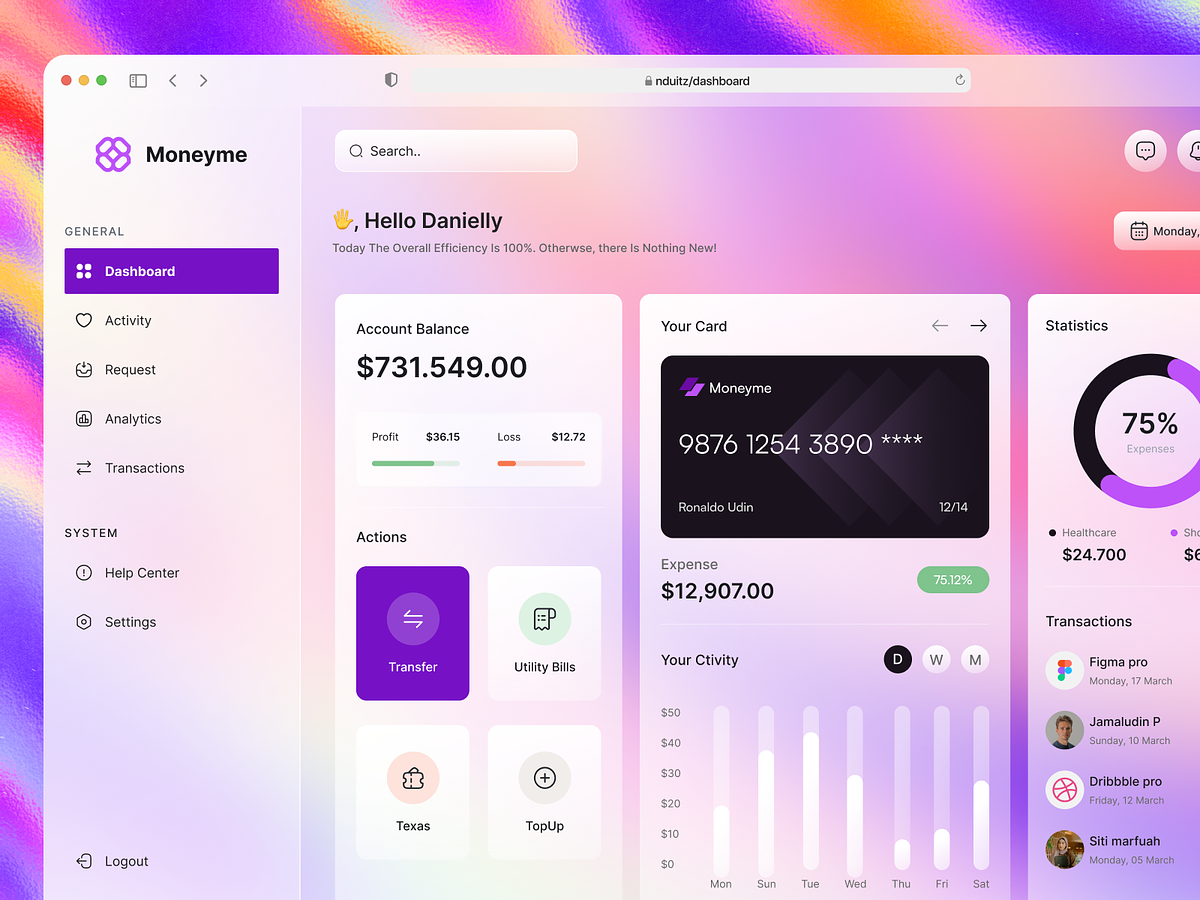 nduitz/dashboard
Moneyme
Search..
🖐, Hello Danielly
Today The Overall Efficiency Is 100%. Otherwse, there Is Nothing New!
Monday,
GENERAL
Dashboard
Activity
Request
Analytics
Transactions
SYSTEM
Help Center
Settings
Logout
Account Balance
$731.549.00
Profit $36.15 Loss $12.72
Actions
Transfer
Utility Bills
Texas
TopUp
Your Card
Moneyme
9876 1254 3890 ****
Ronaldo Udin 12/14
Expense
$12,907.00
75.12%
Your Ctivity
D W M
$50
$40
$30
$20
$10
$0
Mon Sun Tue Wed Thu Fri Sat
Statistics
75%
Expenses
Healthcare
$24.700
Transactions
Figma pro
Monday, 17 March
Jamaludin P
Sunday, 10 March
Dribbble pro
Friday, 12 March
Siti marfuah
Monday, 05 March